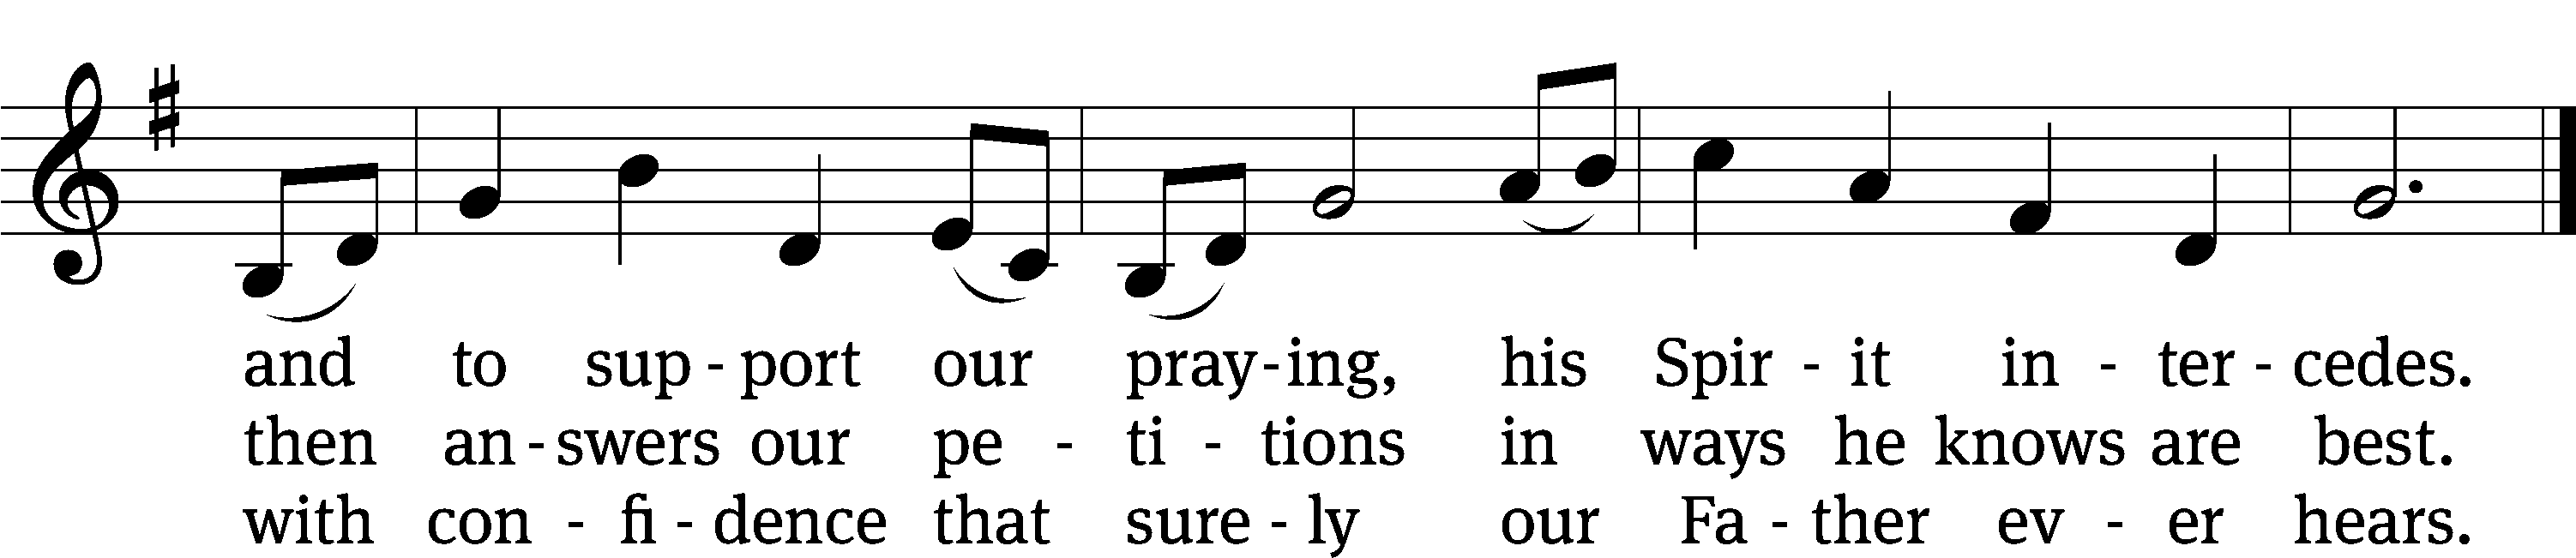 and to sup - port our pray - ing, his Spir - it in - ter - cedes.
then an - swers our pe - ti - tions in ways he knows are best.
with con - fi - dence that sure - ly our Fa - ther ev - er hears.